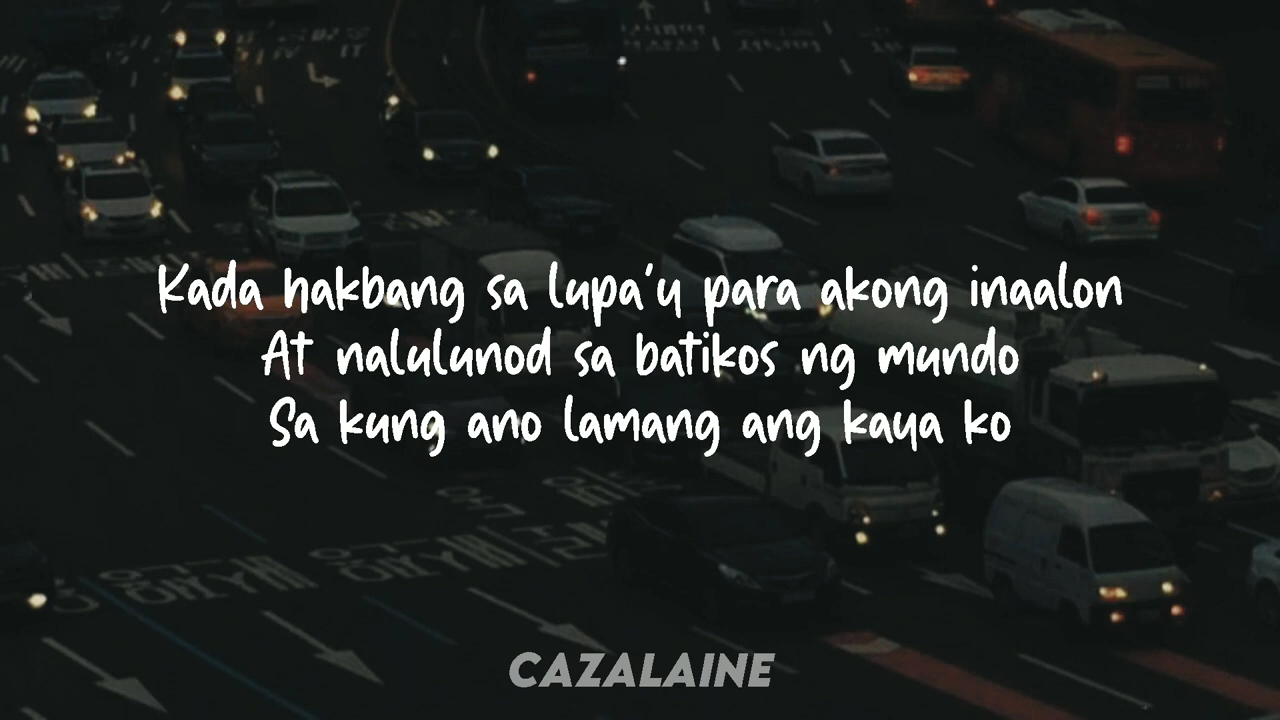 Kada hakbang sa lupa'y para akong inaalon
At nalulunod sa batikos ng mundo
Sa kung ano lamang ang kaya ko
CAZALAINE